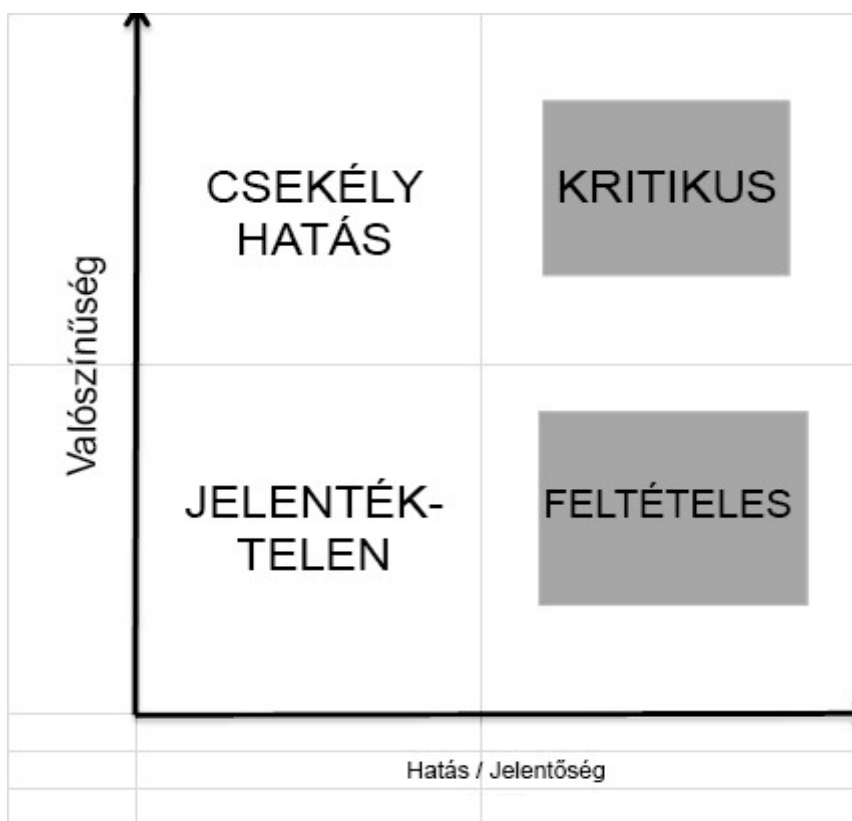 CSEKÉLY
HATÁS
KRITIKUS
Valószínűség
JELENTÉK-
TELEN
FELTÉTELES
Hatás / Jelentőség